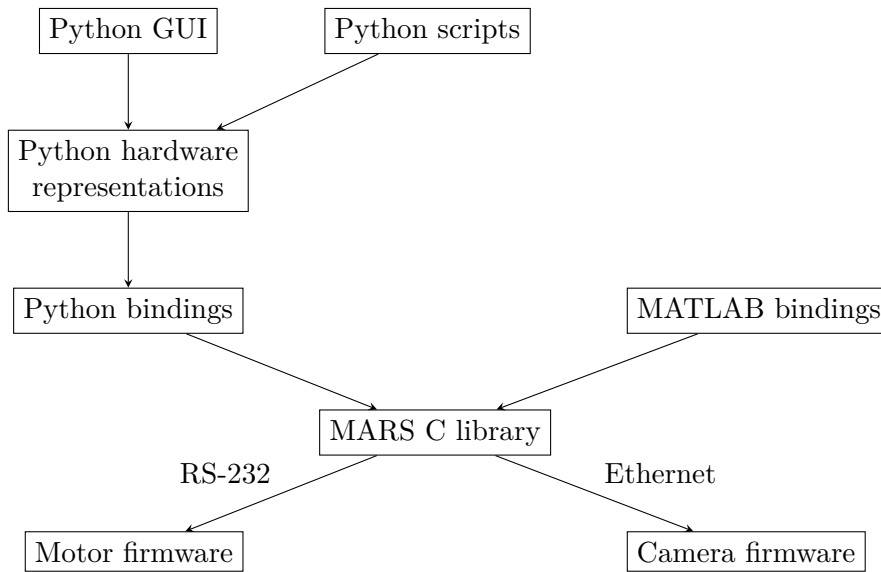 Python GUI
Python scripts
Python hardware
representations
Python bindings
MATLAB bindings
MARS C library
RS-232
Ethernet
Motor firmware
Camera firmware